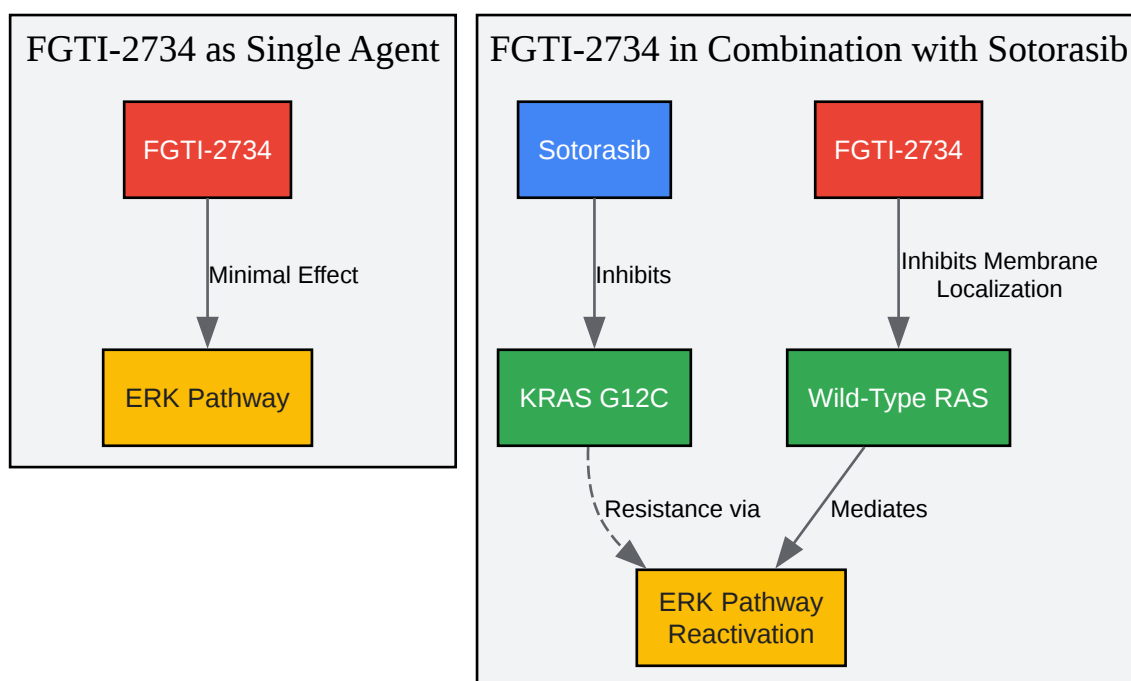 FGTI-2734 as Single Agent
FGTI-2734
Minimal Effect
ERK Pathway
FGTI-2734 in Combination with Sotorasib
Sotorasib
FGTI-2734
Inhibits
Inhibits Membrane
Localization
KRAS G12C
Wild-Type RAS
Resistance via
Mediates
ERK Pathway
Reactivation